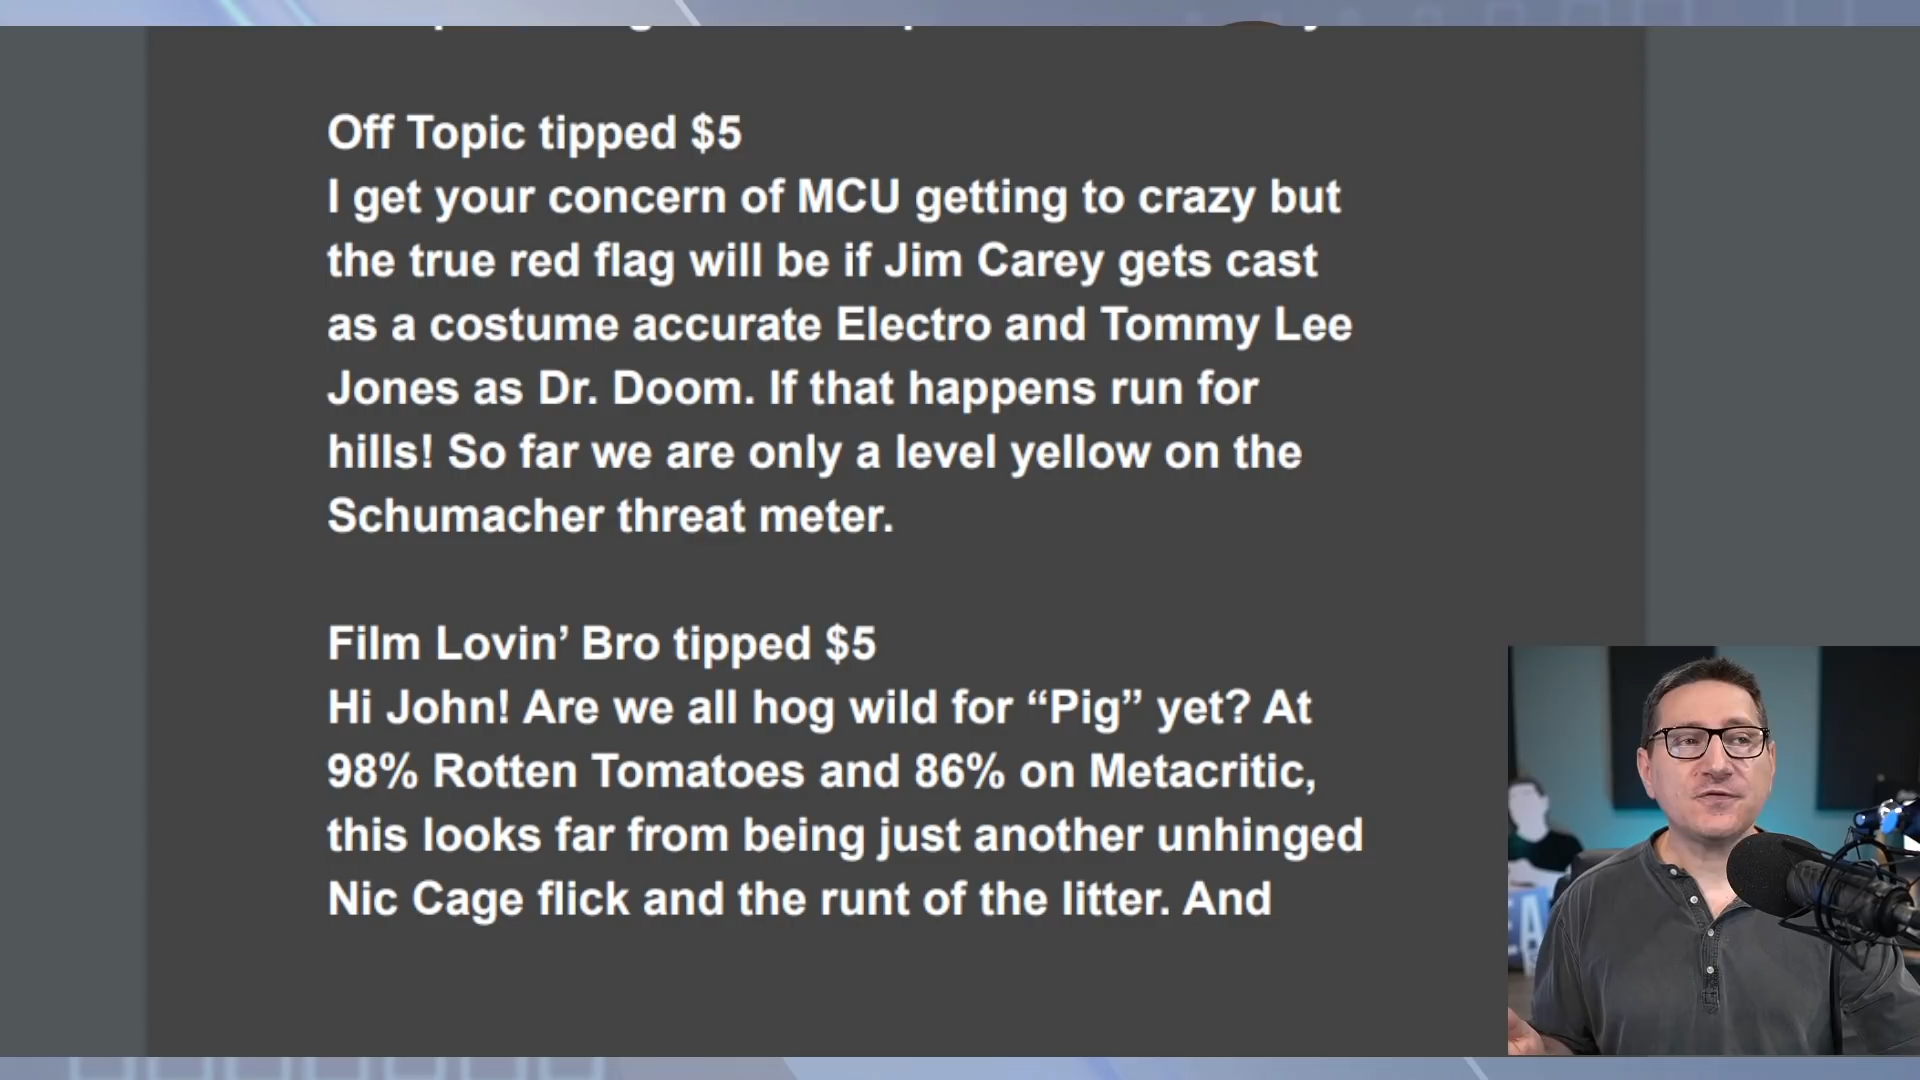 Off Topic tipped $5
I get your concern of MCU getting to crazy but
the true red flag will be if Jim Carey gets cast
as a costume accurate Electro and Tommy Lee
Jones as Dr. Doom. If that happens run for
hills! So far we are only a level yellow on the
Schumacher threat meter.
Film Lovin’ Bro tipped $5
Hi John! Are we all hog wild for “Pig” yet? At
98% Rotten Tomatoes and 86% on Metacritic,
this looks far from being just another unhinged
Nic Cage flick and the runt of the litter. And